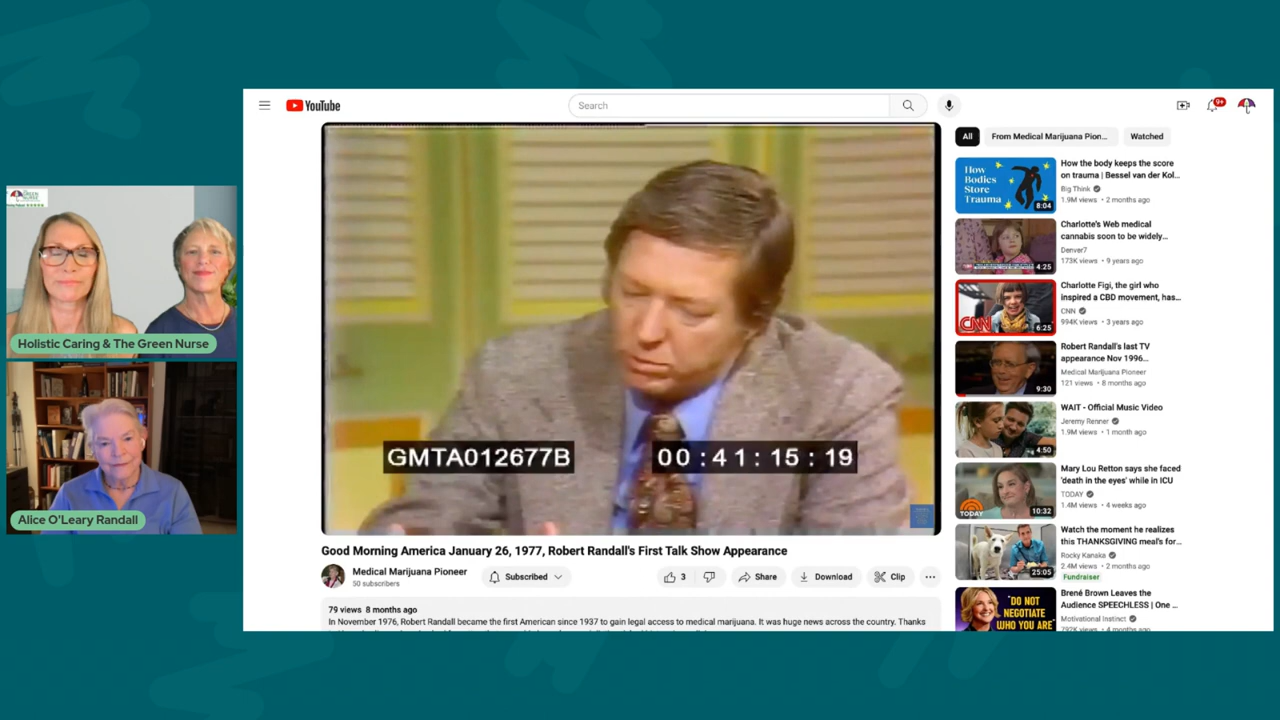 GREEN NURSE
Holistic Caring & The Green Nurse
Alice O'Leary Randall
YouTube
Search
9+
GMTA012677B
00:41:15:19
Good Morning America January 26, 1977, Robert Randall's First Talk Show Appearance
Medical Marijuana Pioneer
50 subscribers
Subscribed
3
Share
Download
Clip
79 views 8 months ago
In November 1976, Robert Randall became the first American since 1937 to gain legal access to medical marijuana. It was huge news across the country. Thanks
All
From Medical Marijuana Pion...
Watched
How
Bodies
Store
Trauma
8:04
How the body keeps the score
on trauma | Bessel van der Kol...
Big Think
1.9M views • 2 months ago
4:25
Charlotte's Web medical
cannabis soon to be widely...
Denver7
173K views • 9 years ago
CNN
6:25
Charlotte Figi, the girl who
inspired a CBD movement, has...
CNN
994K views • 3 years ago
9:30
Robert Randall's last TV
appearance Nov 1996...
Medical Marijuana Pioneer
121 views • 8 months ago
4:50
WAIT - Official Music Video
Jeremy Renner
1.9M views • 1 month ago
TODAY
10:32
Mary Lou Retton says she faced
'death in the eyes' while in ICU
TODAY
1.4M views • 4 weeks ago
25:05
Watch the moment he realizes
this THANKSGIVING meal's for...
Rocky Kanaka
2.4M views • 2 months ago
Fundraiser
"DO NOT
NEGOTIATE
WHO YOU ARE
Brené Brown Leaves the
Audience SPEECHLESS | One ...
Motivational Instinct
792K views • 4 months ago